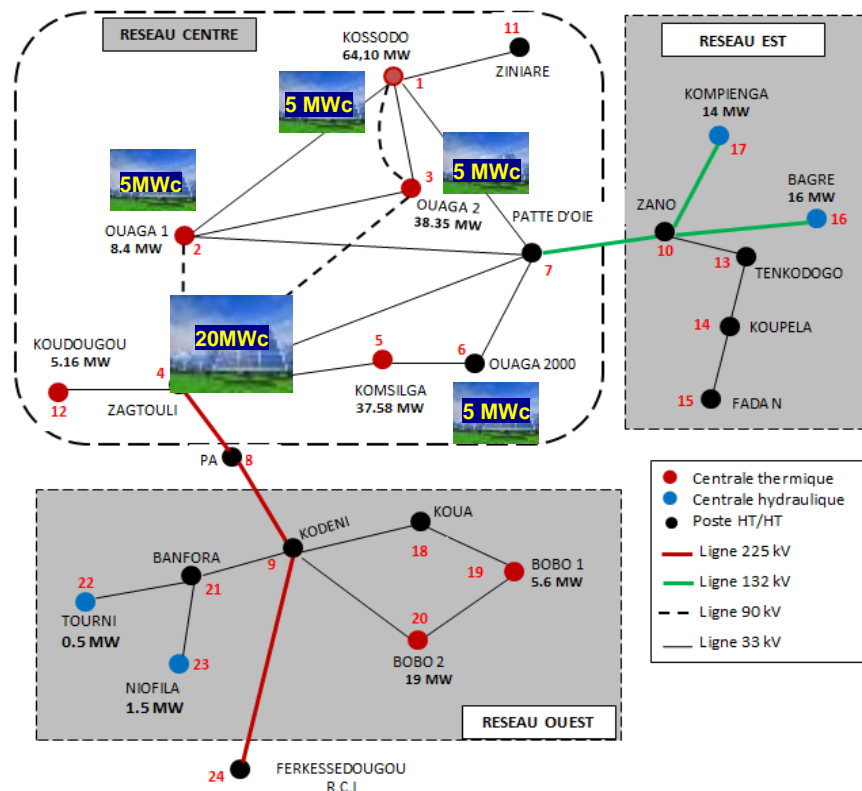 RESEAU CENTRE
KOSSODO
64,10 MW
1
11
ZINIARE
5 MWc
5 MWc
5MWc
3
OUAGA 2
38.35 MW
OUAGA 1
8.4 MW
2
PATTE D'OIE
7
20MWc
KOUDOUGOU
5.16 MW
12
4
ZAGTOULI
5
KOMSILGA
37.58 MW
6
OUAGA 2000
5 MWc
RESEAU EST
KOMPIENGA
14 MW
17
BAGRE
16 MW
16
ZANO
10
13
TENKODOGO
14
KOUPELA
15
FADA N
PA
8
KODENI
9
KOUA
18
BANFORA
21
22
TOURNI
0.5 MW
23
NIOFILA
1.5 MW
19
BOBO 1
5.6 MW
20
BOBO 2
19 MW
RESEAU OUEST
24
FERKESSEDOUGOU
R.C.I
Centrale thermique
Centrale hydraulique
Poste HT/HT
Ligne 225 kV
Ligne 132 kV
Ligne 90 kV
Ligne 33 kV